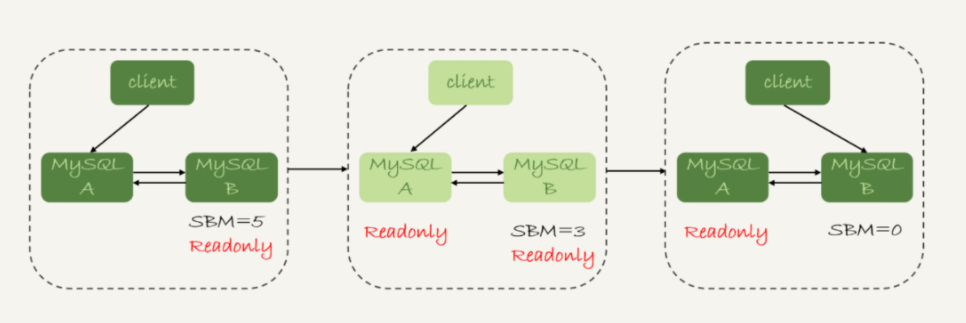 client
MySQL
A
MySQL
B
SBM=5
Readonly
client
MySQL
A
MySQL
B
Readonly
SBM=3
Readonly
client
MySQL
A
MySQL
B
Readonly
SBM=0